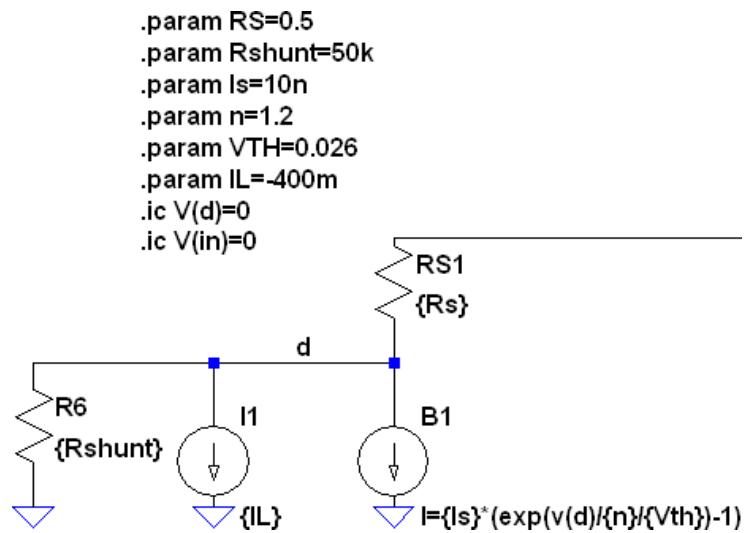 .param RS=0.5
.param Rshunt=50k
.param Is=10n
.param n=1.2
.param VTH=0.026
.param IL=-400m
.ic V(d)=0
.ic V(in)=0
RS1
{Rs}
d
R6
{Rshunt}
I1
{IL}
B1
I={Is}*(exp(v(d)/{n}/{Vth})-1)